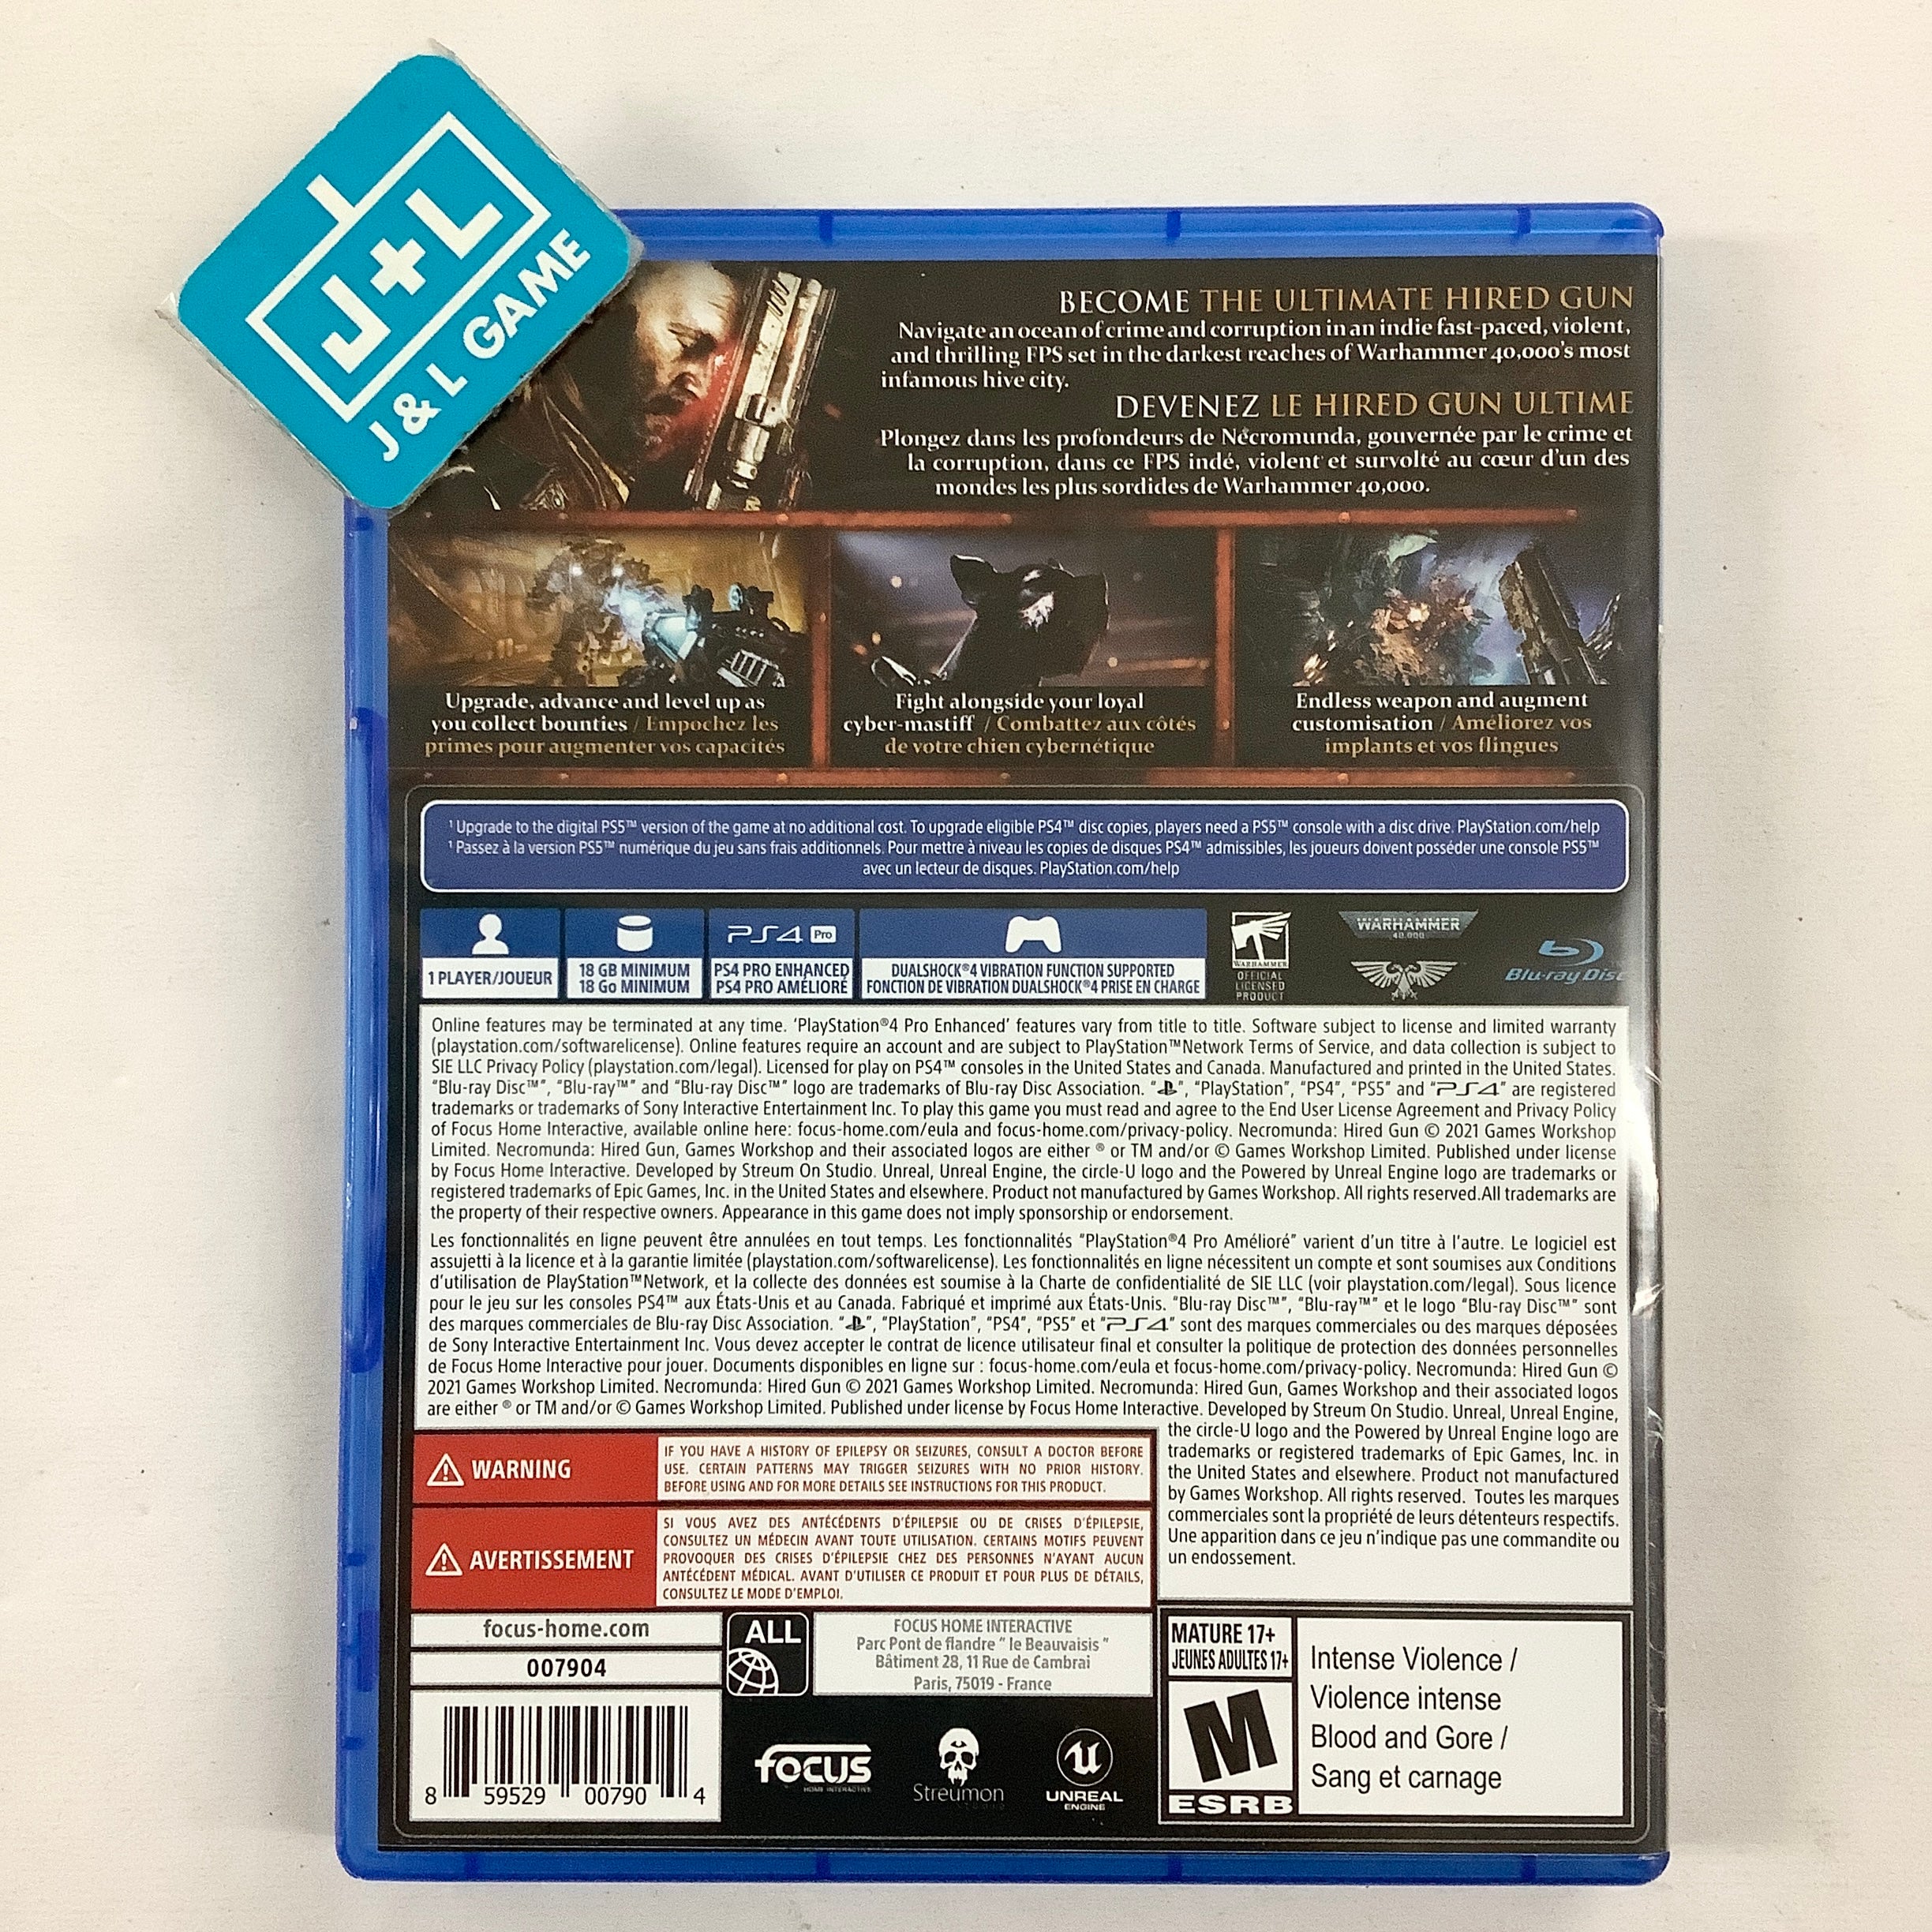 J+L
J & L GAME
BECOME THE ULTIMATE HIRED GUN
Navigate an ocean of crime and corruption in an indie fast-paced, violent,
and thrilling FPS set in the darkest reaches of Warhammer 40,000's most
infamous hive city.
DEVENEZ LE HIRED GUN ULTIME
Plongez dans les profondeurs de Necromunda, gouvernée par le crime et
la corruption, dans ce FPS indé, violent et survolté au cœur d'un des
mondes les plus sordides de Warhammer 40,000.
Upgrade, advance and level up as
you collect bounties / Empochez les
primes pour augmenter vos capacités
Fight alongside your loyal
cyber-mastiff / Combattez aux côtés
de votre chien cybernétique
Endless weapon and augment
customisation / Améliorez vos
implants et vos flingues
¹ Upgrade to the digital PS5™ version of the game at no additional cost. To upgrade eligible PS4™ disc copies, players need a PS5™ console with a disc drive. PlayStation.com/help
¹ Passez à la version PS5™ numérique du jeu sans frais additionnels. Pour mettre à niveau les copies de disques PS4™ admissibles, les joueurs doivent posséder une console PS5™
avec un lecteur de disques. PlayStation.com/help
1 PLAYER/JOUEUR
18 GB MINIMUM
18 Go MINIMUM
PS4 Pro
PS4 PRO ENHANCED
PS4 PRO AMÉLIORÉ
DUALSHOCK®4 VIBRATION FUNCTION SUPPORTED
FONCTION DE VIBRATION DUALSHOCK®4 PRISE EN CHARGE
WARHAMMER
OFFICIAL
LICENSED
PRODUCT
WARHAMMER
40,000
Blu-ray Disc
Online features may be terminated at any time. 'PlayStation®4 Pro Enhanced' features vary from title to title. Software subject to license and limited warranty
(playstation.com/softwarelicense). Online features require an account and are subject to PlayStation™Network Terms of Service, and data collection is subject to
SIE LLC Privacy Policy (playstation.com/legal). Licensed for play on PS4™ consoles in the United States and Canada. Manufactured and printed in the United States.
"Blu-ray Disc™", "Blu-ray™" and "Blu-ray Disc™" logo are trademarks of Blu-ray Disc Association. "", "PlayStation", "PS4", "PS5" and "PS4" are registered
trademarks or trademarks of Sony Interactive Entertainment Inc. To play this game you must read and agree to the End User License Agreement and Privacy Policy
of Focus Home Interactive, available online here: focus-home.com/eula and focus-home.com/privacy-policy. Necromunda: Hired Gun © 2021 Games Workshop
Limited. Necromunda: Hired Gun, Games Workshop and their associated logos are either ® or TM and/or © Games Workshop Limited. Published under license
by Focus Home Interactive. Developed by Streum On Studio. Unreal, Unreal Engine, the circle-U logo and the Powered by Unreal Engine logo are trademarks or
registered trademarks of Epic Games, Inc. in the United States and elsewhere. Product not manufactured by Games Workshop. All rights reserved.All trademarks are
the property of their respective owners. Appearance in this game does not imply sponsorship or endorsement.
Les fonctionnalités en ligne peuvent être annulées en tout temps. Les fonctionnalités "PlayStation®4 Pro Amélioré" varient d'un titre à l'autre. Le logiciel est
assujetti à la licence et à la garantie limitée (playstation.com/softwarelicense). Les fonctionnalités en ligne nécessitent un compte et sont soumises aux Conditions
d'utilisation de PlayStation™Network, et la collecte des données est soumise à la Charte de confidentialité de SIE LLC (voir playstation.com/legal). Sous licence
pour le jeu sur les consoles PS4™ aux États-Unis et au Canada. Fabriqué et imprimé aux États-Unis. "Blu-ray Disc™", "Blu-ray™" et le logo "Blu-ray Disc™" sont
des marques commerciales de Blu-ray Disc Association. "", "PlayStation", "PS4", "PS5" et "PS4" sont des marques commerciales ou des marques déposées
de Sony Interactive Entertainment Inc. Vous devez accepter le contrat de licence utilisateur final et consulter la politique de protection des données personnelles
de Focus Home Interactive pour jouer. Documents disponibles en ligne sur : focus-home.com/eula et focus-home.com/privacy-policy. Necromunda: Hired Gun ©
2021 Games Workshop Limited. Necromunda: Hired Gun © 2021 Games Workshop Limited. Necromunda: Hired Gun, Games Workshop and their associated logos
are either ® or TM and/or © Games Workshop Limited. Published under license by Focus Home Interactive. Developed by Streum On Studio. Unreal, Unreal Engine,
the circle-U logo and the Powered by Unreal Engine logo are
trademarks or registered trademarks of Epic Games, Inc. in
the United States and elsewhere. Product not manufactured
by Games Workshop. All rights reserved. Toutes les marques
commerciales sont la propriété de leurs détenteurs respectifs.
Une apparition dans ce jeu n'indique pas une commandite ou
un endossement.
WARNING
IF YOU HAVE A HISTORY OF EPILEPSY OR SEIZURES, CONSULT A DOCTOR BEFORE
USE. CERTAIN PATTERNS MAY TRIGGER SEIZURES WITH NO PRIOR HISTORY.
BEFORE USING AND FOR MORE DETAILS SEE INSTRUCTIONS FOR THIS PRODUCT.
AVERTISSEMENT
SI VOUS AVEZ DES ANTÉCÉDENTS D'ÉPILEPSIE OU DE CRISES D'ÉPILEPSIE,
CONSULTEZ UN MÉDECIN AVANT TOUTE UTILISATION. CERTAINS MOTIFS PEUVENT
PROVOQUER DES CRISES D'ÉPILEPSIE CHEZ DES PERSONNES N'AYANT AUCUN
ANTÉCÉDENT MÉDICAL. AVANT D'UTILISER CE PRODUIT ET POUR PLUS DE DÉTAILS,
CONSULTEZ LE MODE D'EMPLOI.
focus-home.com
007904
8 59529 00790 4
ALL
FOCUS HOME INTERACTIVE
Parc Pont de flandre " le Beauvaisis "
Bâtiment 28, 11 Rue de Cambrai
Paris, 75019 - France
FOCUS
HOME INTERACTIVE
Streumon
STUDIO
UNREAL
ENGINE
MATURE 17+
JEUNES ADULTES 17+
M
ESRB
Intense Violence /
Violence intense
Blood and Gore /
Sang et carnage